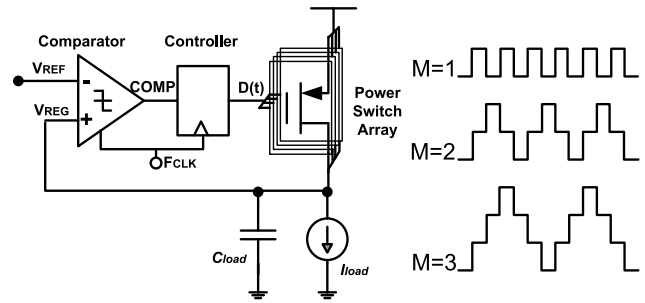 Comparator
Controller
VREF
-
COMP
D(t)
VREG
+
FCLK
Power
Switch
Array
Cload
Iload
M=1
M=2
M=3